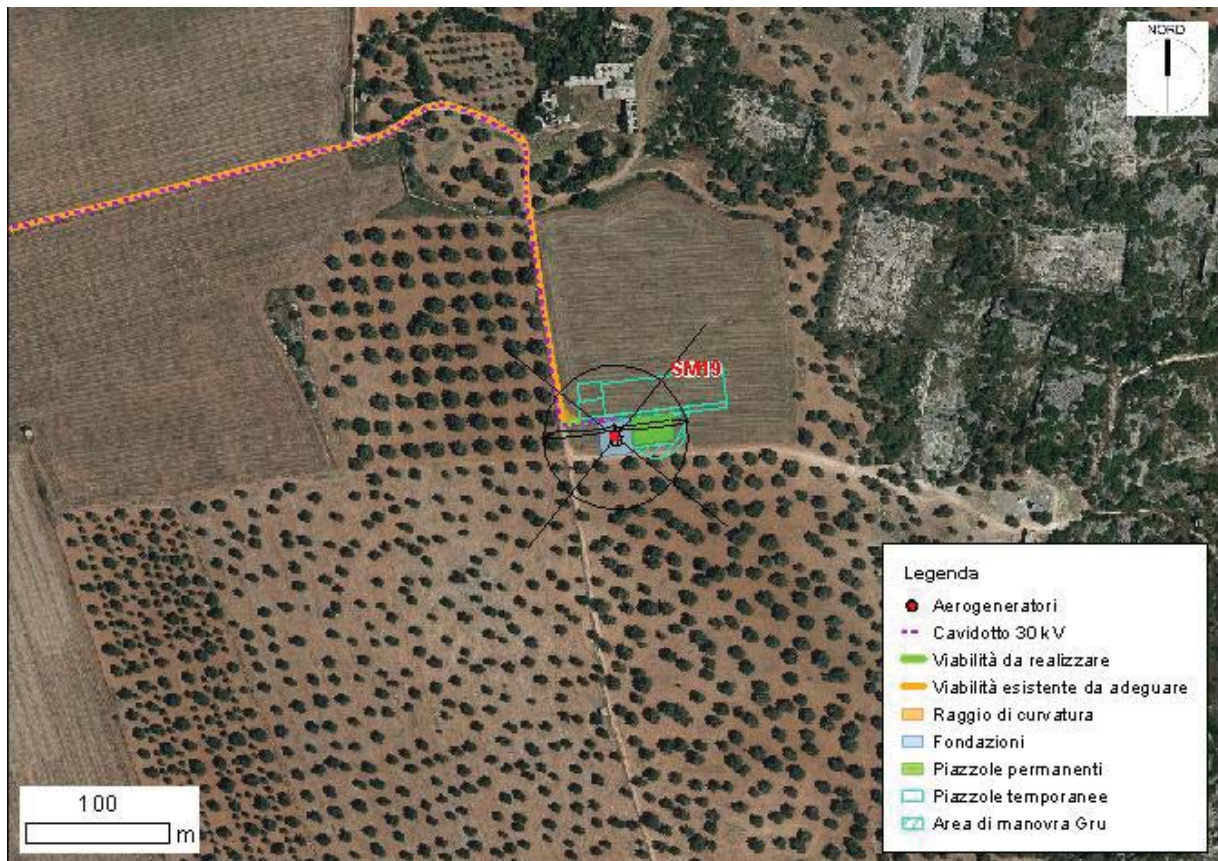 NORD
SM19
Legenda
Aerogeneratori
Cavidotto 30 kV
Viabilità da realizzare
Viabilità esistente da adeguare
Raggio di curvatura
Fondazioni
Piazzole permanenti
Piazzole temporanee
Area di manovra Gru
100
m